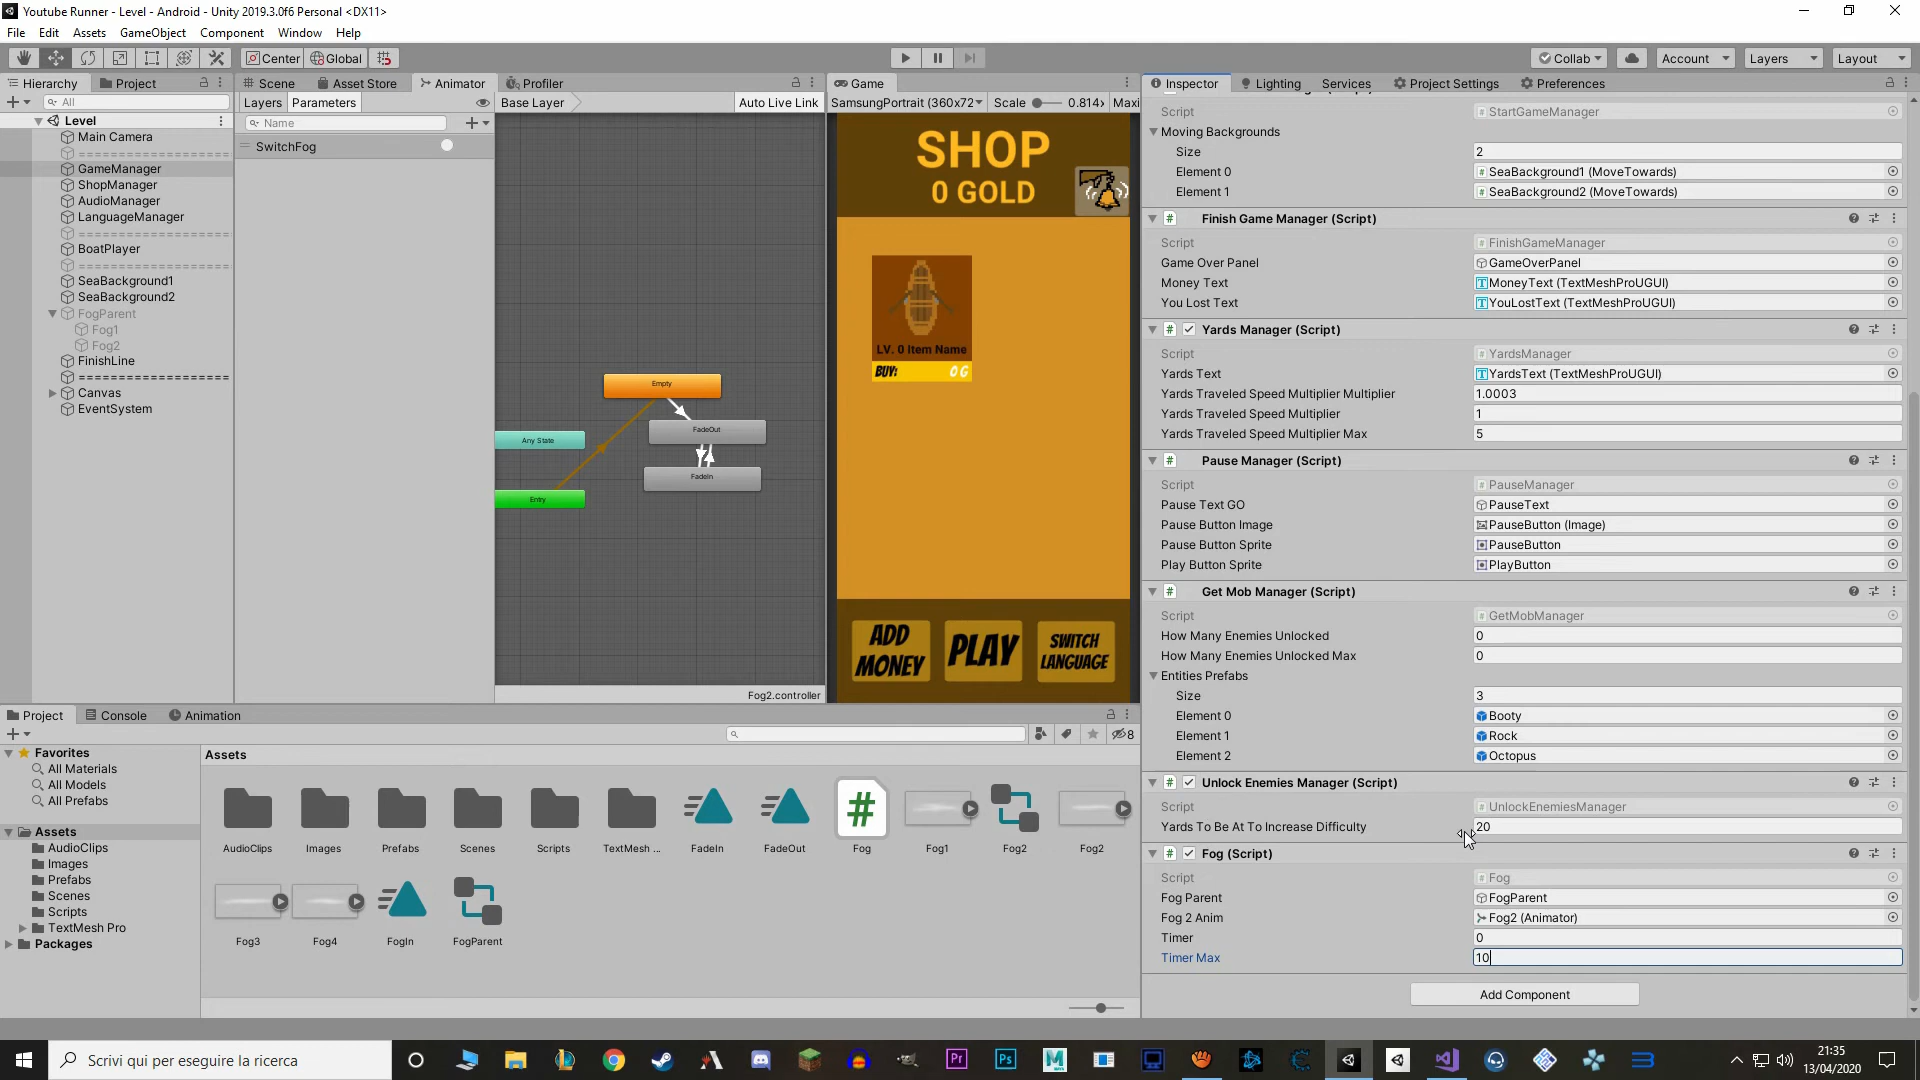 Youtube Runner - Level - Android - Unity 2019.3.0f6 Personal <DX11>
File Edit Assets GameObject Component Window Help
Center Global Collab Account Layers Layout
Hierarchy Project
All
Level
Main Camera
====================
GameManager
ShopManager
AudioManager
LanguageManager
====================
BoatPlayer
====================
SeaBackground1
SeaBackground2
FogParent
Fog1
Fog2
FinishLine
====================
Canvas
EventSystem
Scene Asset Store Animator Profiler
Layers Parameters Base Layer Auto Live Link
Name
SwitchFog
Empty
FadeOut
Any State
FadeIn
Entry
Fog2.controller
Game
SamsungPortrait (360x72 Scale 0.814x Maxi
SHOP
0 GOLD
LV. 0 Item Name
BUY: 0 G
ADD MONEY
PLAY
SWITCH LANGUAGE
Inspector Lighting Services Project Settings Preferences
Script StartGameManager
Moving Backgrounds
Size 2
Element 0 SeaBackground1 (MoveTowards)
Element 1 SeaBackground2 (MoveTowards)
Finish Game Manager (Script)
Script FinishGameManager
Game Over Panel GameOverPanel
Money Text MoneyText (TextMeshProUGUI)
You Lost Text YouLostText (TextMeshProUGUI)
Yards Manager (Script)
Script YardsManager
Yards Text YardsText (TextMeshProUGUI)
Yards Traveled Speed Multiplier Multiplier 1.0003
Yards Traveled Speed Multiplier 1
Yards Traveled Speed Multiplier Max 5
Pause Manager (Script)
Script PauseManager
Pause Text GO PauseText
Pause Button Image PauseButton (Image)
Pause Button Sprite PauseButton
Play Button Sprite PlayButton
Get Mob Manager (Script)
Script GetMobManager
How Many Enemies Unlocked 0
How Many Enemies Unlocked Max 0
Entities Prefabs
Size 3
Element 0 Booty
Element 1 Rock
Element 2 Octopus
Unlock Enemies Manager (Script)
Script UnlockEnemiesManager
Yards To Be At To Increase Difficulty 20
Fog (Script)
Script Fog
Fog Parent FogParent
Fog 2 Anim Fog2 (Animator)
Timer 0
Timer Max 10
Add Component
Project Console Animation
8
Favorites
All Materials
All Models
All Prefabs
Assets
AudioClips
Images
Prefabs
Scenes
Scripts
TextMesh Pro
Packages
Assets
AudioClips Images Prefabs Scenes Scripts TextMesh ... FadeIn FadeOut Fog Fog1 Fog2 Fog2
Fog3 Fog4 FogIn FogParent
Scrivi qui per eseguire la ricerca
21:35
13/04/2020